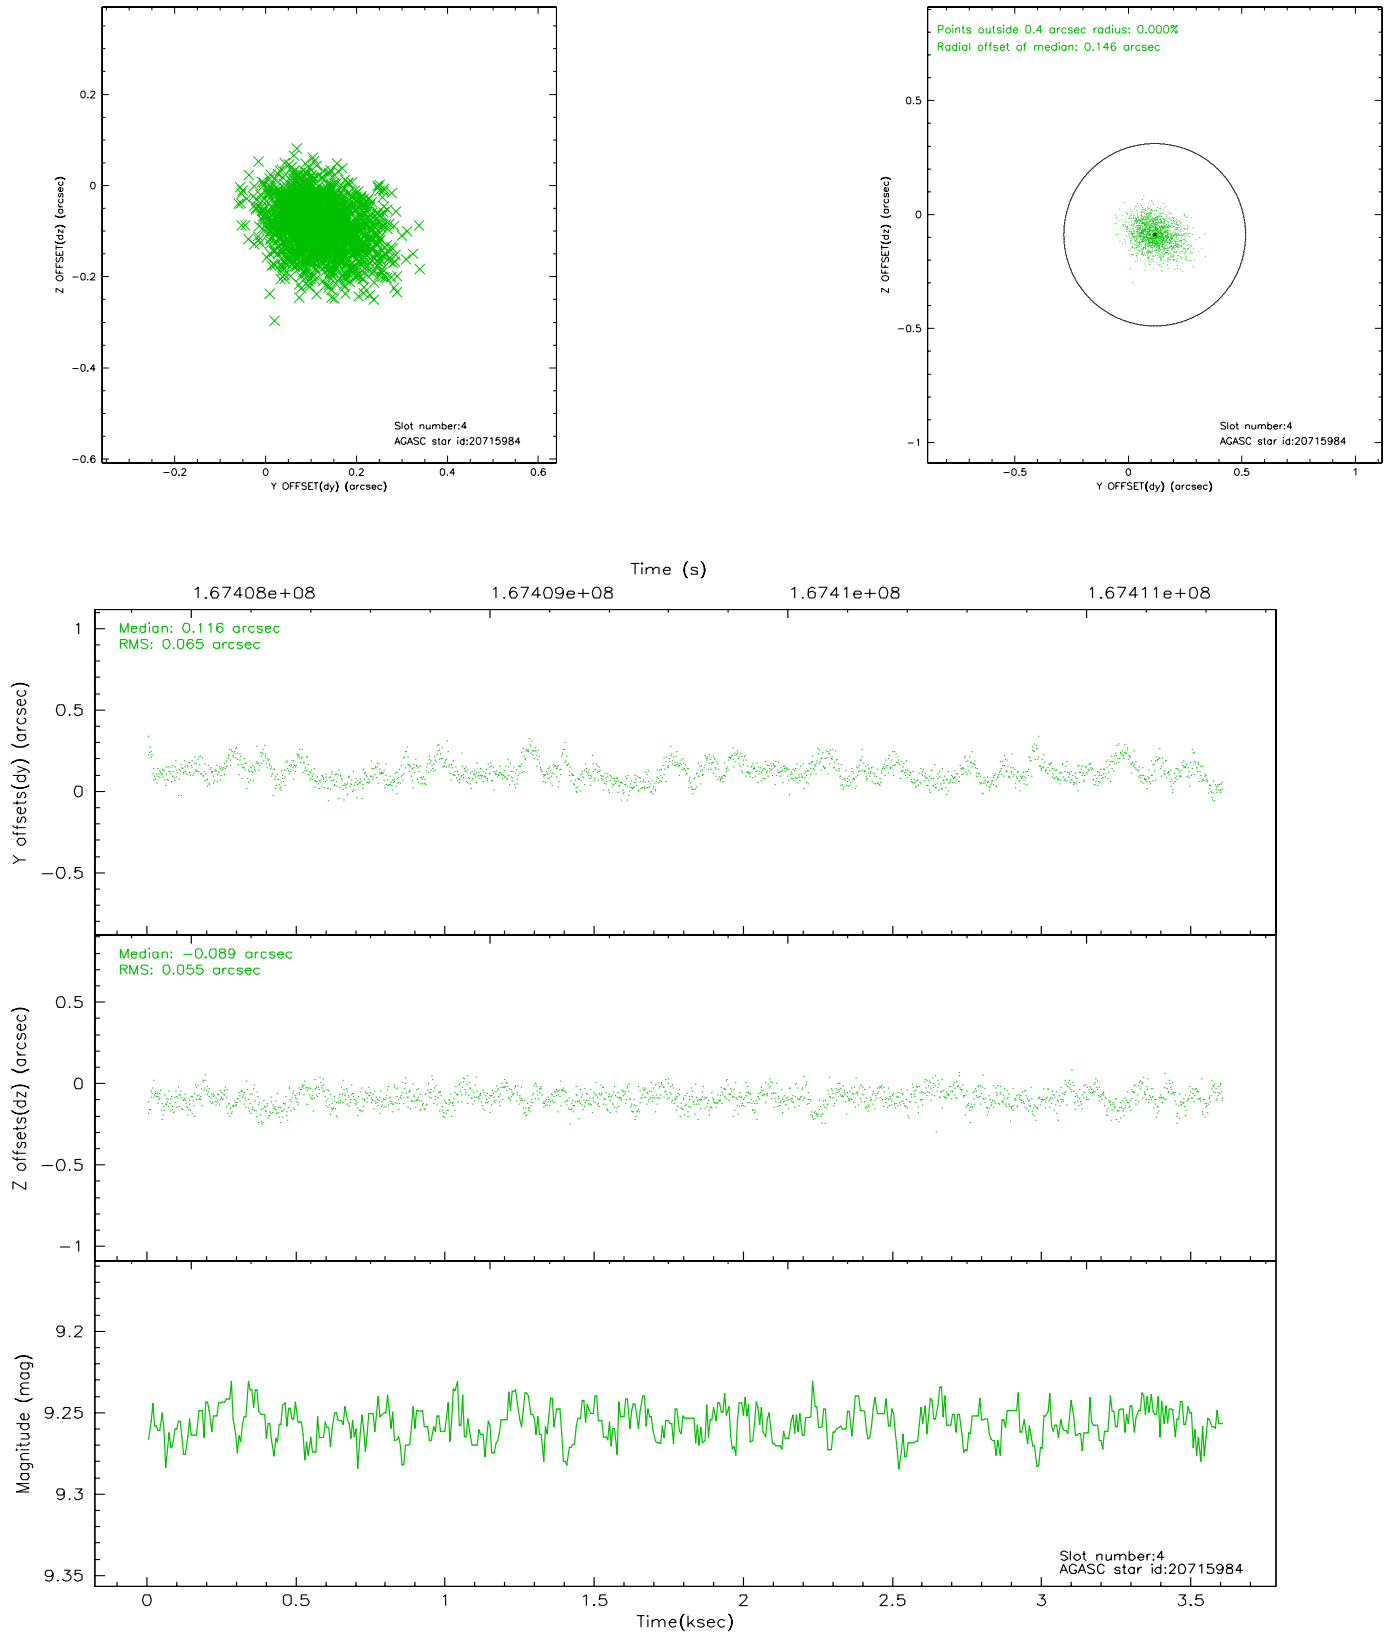 0.2
0
−0.2
−0.4
−0.6
Z OFFSET(dz) (arcsec)
−0.2
0
0.2
0.4
0.6
Y OFFSET(dy) (arcsec)
Slot number:4
AGASC star id:20715984
Points outside 0.4 arcsec radius: 0.000%
Radial offset of median: 0.146 arcsec
0.5
0
−0.5
−1
Z OFFSET(dz) (arcsec)
−0.5
0
0.5
1
Y OFFSET(dy) (arcsec)
Slot number:4
AGASC star id:20715984
Time (s)
1.67408e+08
1.67409e+08
1.6741e+08
1.67411e+08
Median: 0.116 arcsec
RMS: 0.065 arcsec
1
0.5
0
−0.5
Y offsets(dy) (arcsec)
Median: −0.089 arcsec
RMS: 0.055 arcsec
0.5
0
−0.5
−1
Z offsets(dz) (arcsec)
9.2
9.25
9.3
9.35
Magnitude (mag)
Slot number:4
AGASC star id:20715984
0
0.5
1
1.5
2
2.5
3
3.5
Time(ksec)